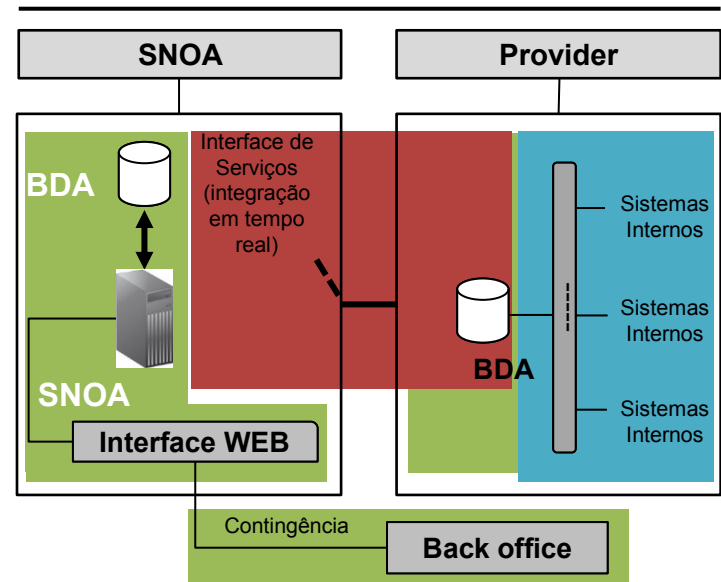 SNOA
Provider
Interface de
Serviços
(integração
em tempo
real)
BDA
SNOA
Interface WEB
BDA
Sistemas
Internos
Sistemas
Internos
Sistemas
Internos
Contingência
Back office